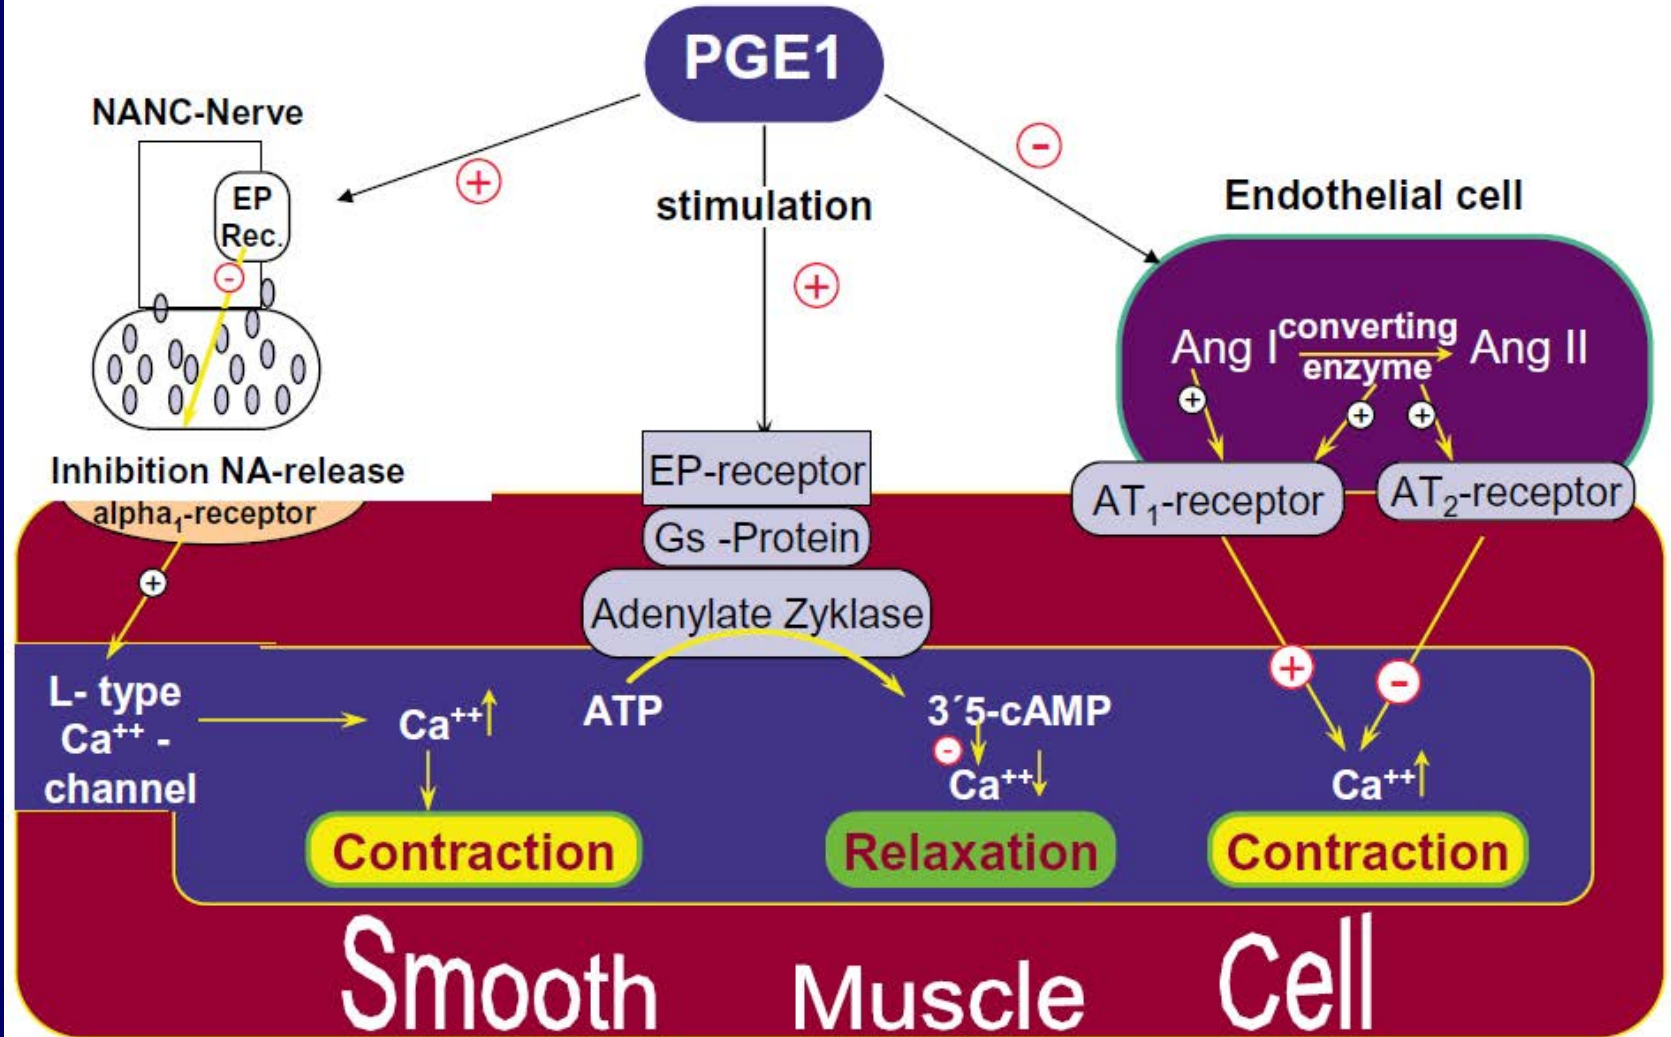 PGE1
NANC-Nerve
+
-
stimulation
EP
Rec.
Endothelial cell
-
+
Ang I converting Ang II
enzyme
+
+
+
Inhibition NA-release
alpha₁-receptor
EP-receptor
AT₁-receptor
AT₂-receptor
Gs -Protein
+
Adenylate Zyklase
+
-
L- type
Ca⁺⁺ -
channel
Ca⁺⁺↑
ATP
3´5-cAMP
-
Ca⁺⁺↓
Ca⁺⁺↑
Contraction
Relaxation
Contraction
Smooth Muscle Cell